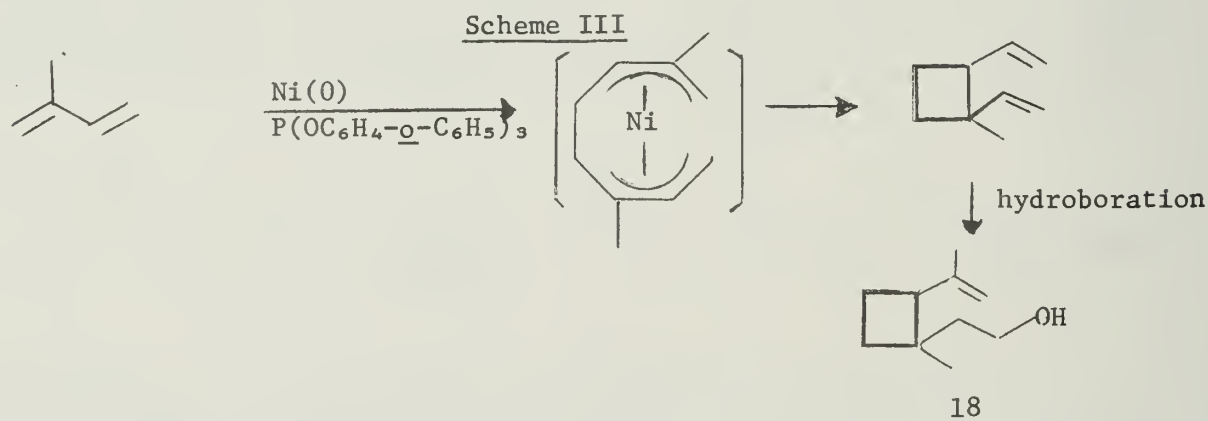 Scheme III
Ni(0)
P(OC₆H₄-o-C₆H₅)₃
Ni
hydroboration
OH
18